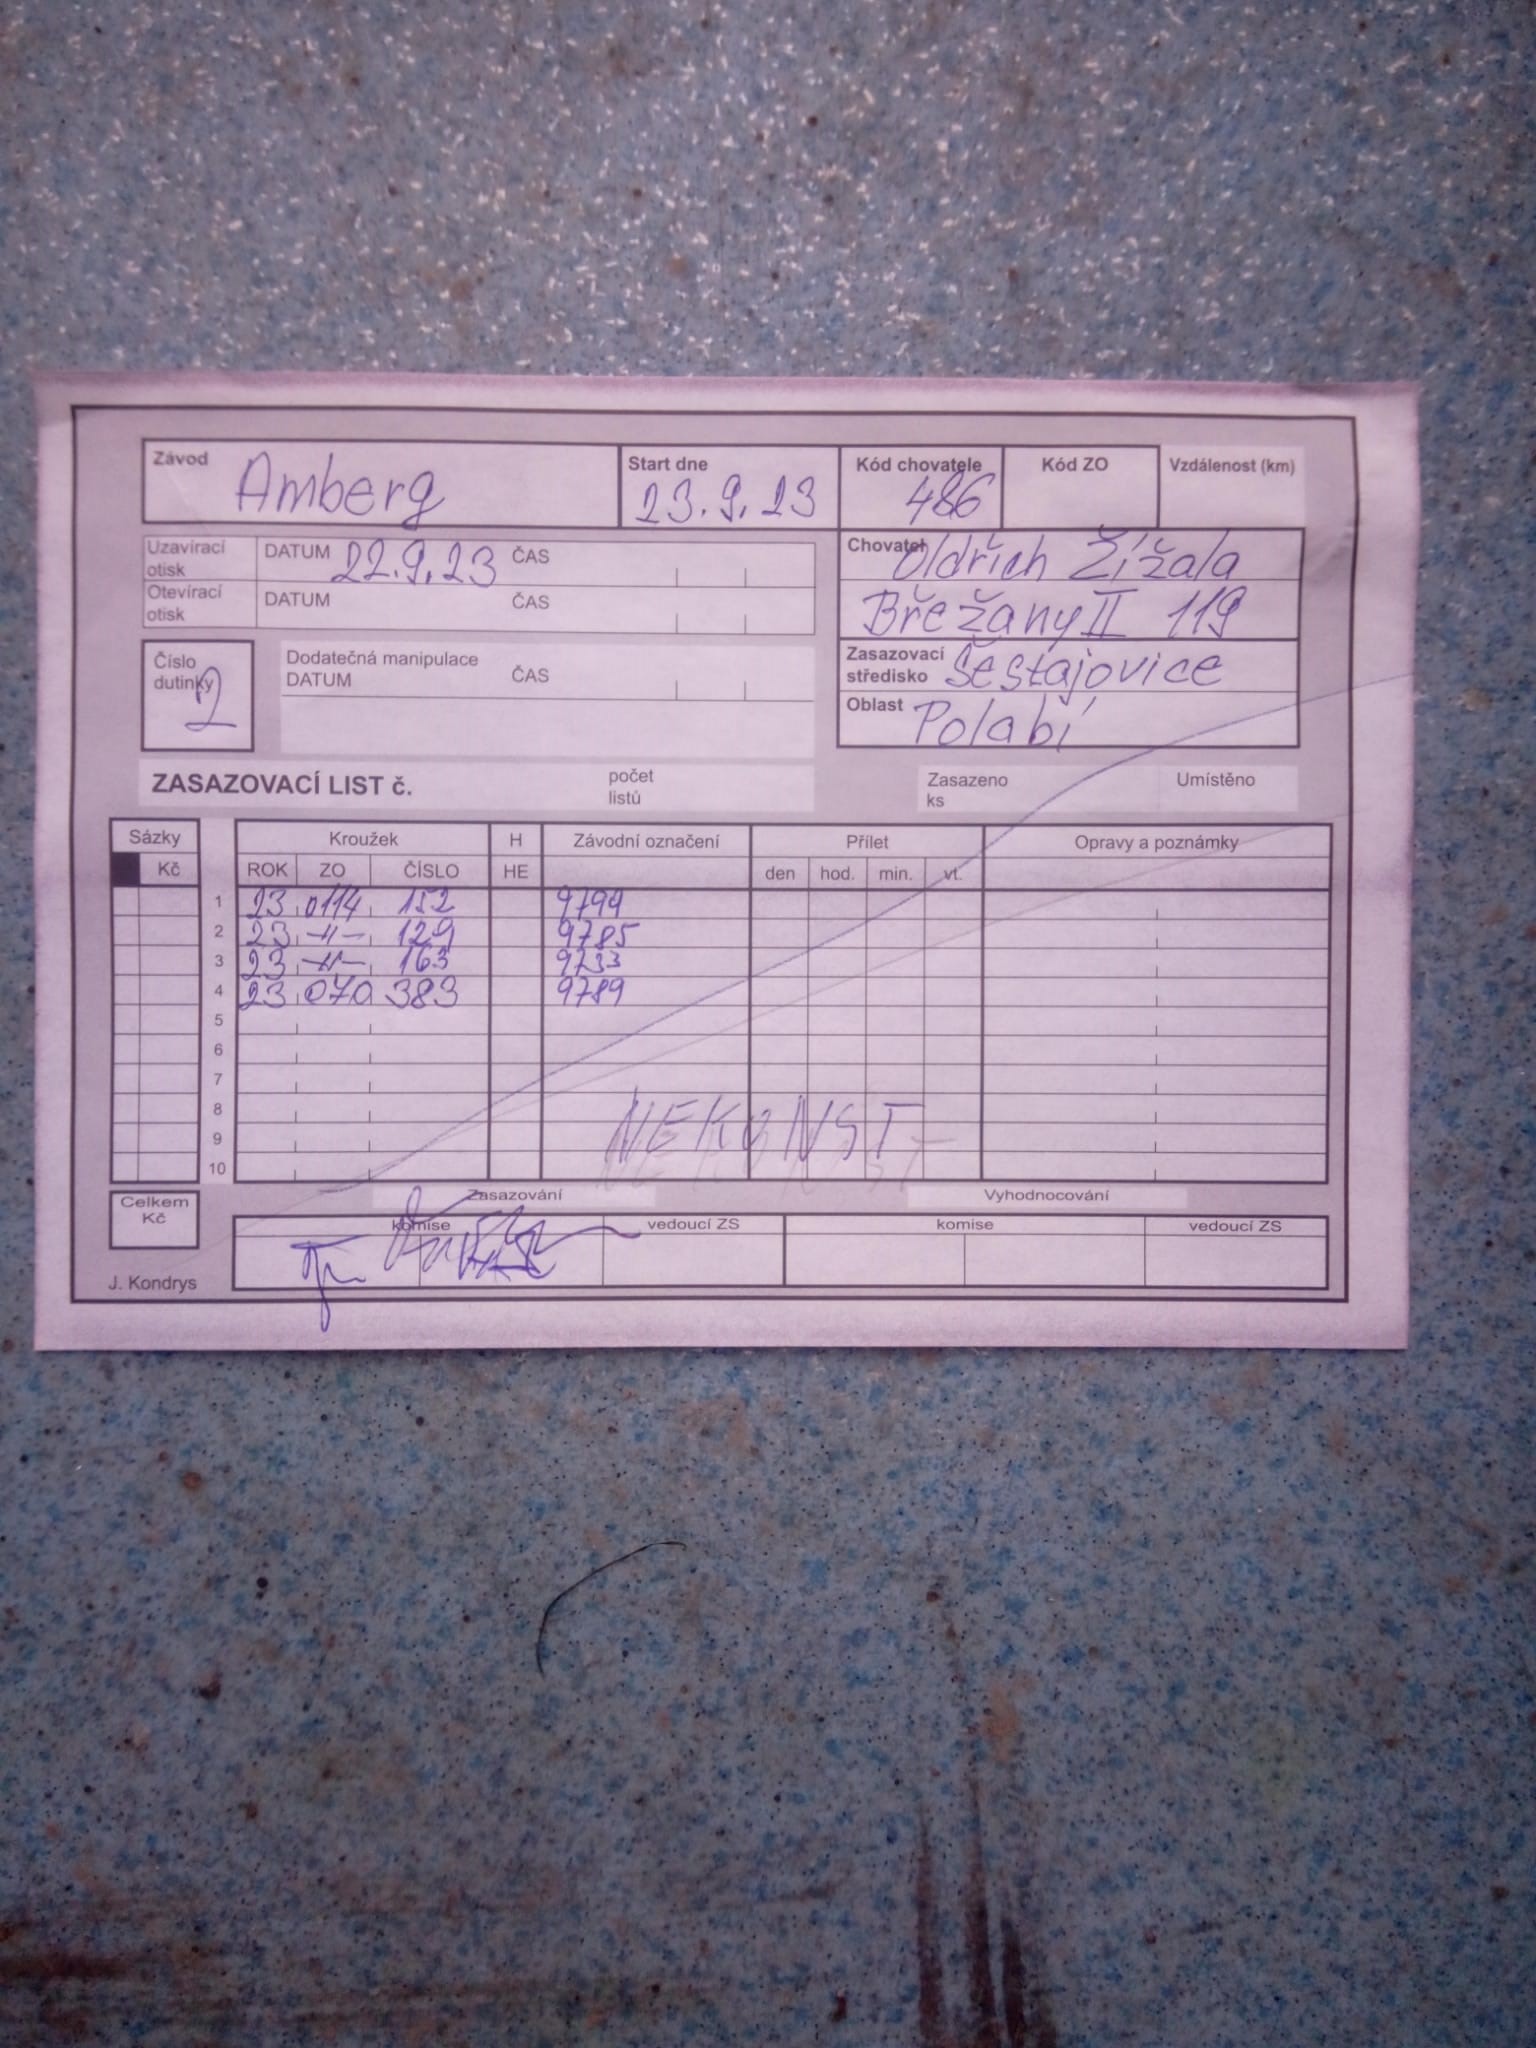 Závod Amberg Start dne 23.9.23 Kód chovatele 486 Kód ZO Vzdálenost (km)
Uzavírací otisk DATUM 22.9.23 ČAS
Otevírací otisk DATUM ČAS
Chovatel Oldřich Žížala
Břežany II 119
Číslo dutinky 2
Dodatečná manipulace
DATUM ČAS
Zasazovací středisko Šestajovice
Oblast Polabí
ZASAZOVACÍ LIST č. počet listů Zasazeno ks Umístěno
Sázky Kroužek H Závodní označení Přílet Opravy a poznámky
Kč ROK ZO ČÍSLO HE den hod. min. vt.
1 23 0114 152 9799
2 23 -11- 129 9785
3 23 -11- 163 9733
4 23 070 383 9789
5
6
7
8
9
10
NEKONST
Celkem Kč
Zasazování Vyhodnocování
komise vedoucí ZS komise vedoucí ZS
J. Kondrys